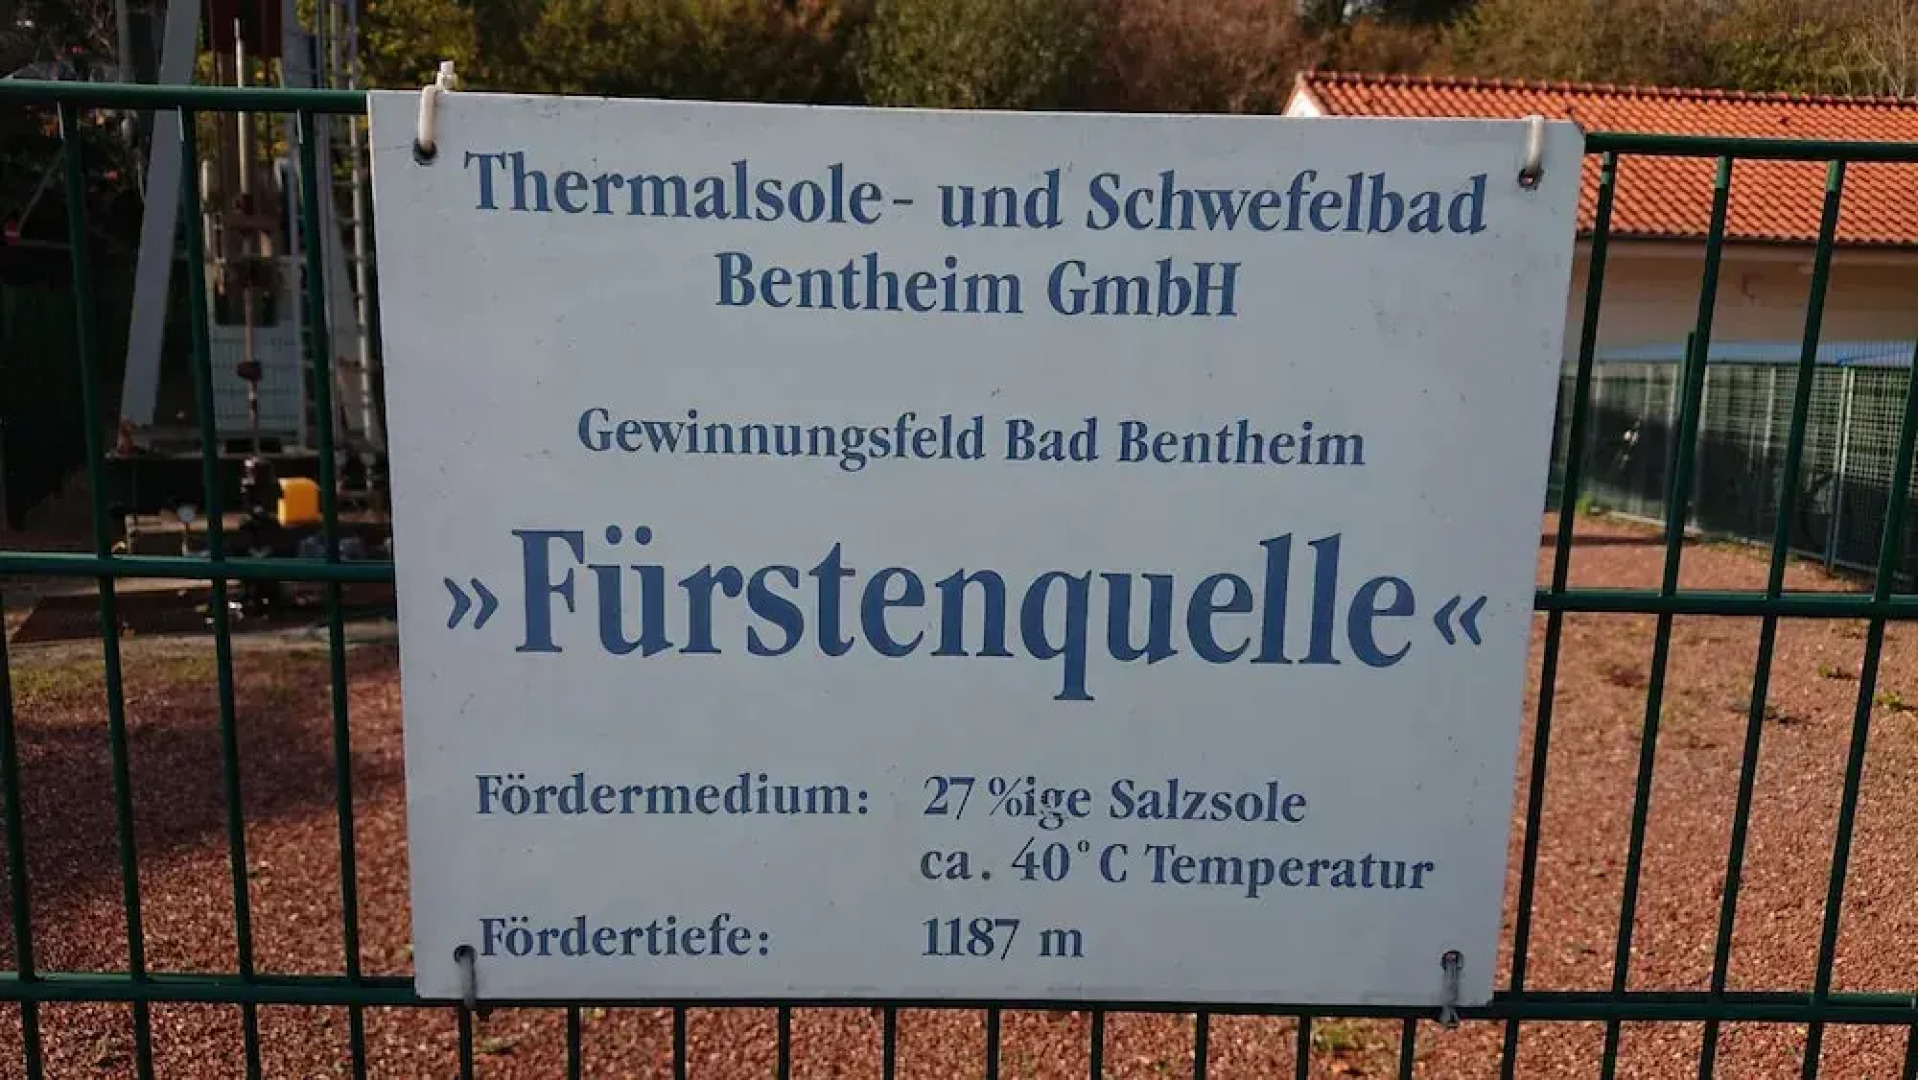 Thermalsole- und Schwefelbad
Bentheim GmbH
Gewinnungsfeld Bad Bentheim
»Fürstenquelle«
Fördermedium: 27 %ige Salzsole
ca. 40°C Temperatur
Fördertiefe: 1187 m